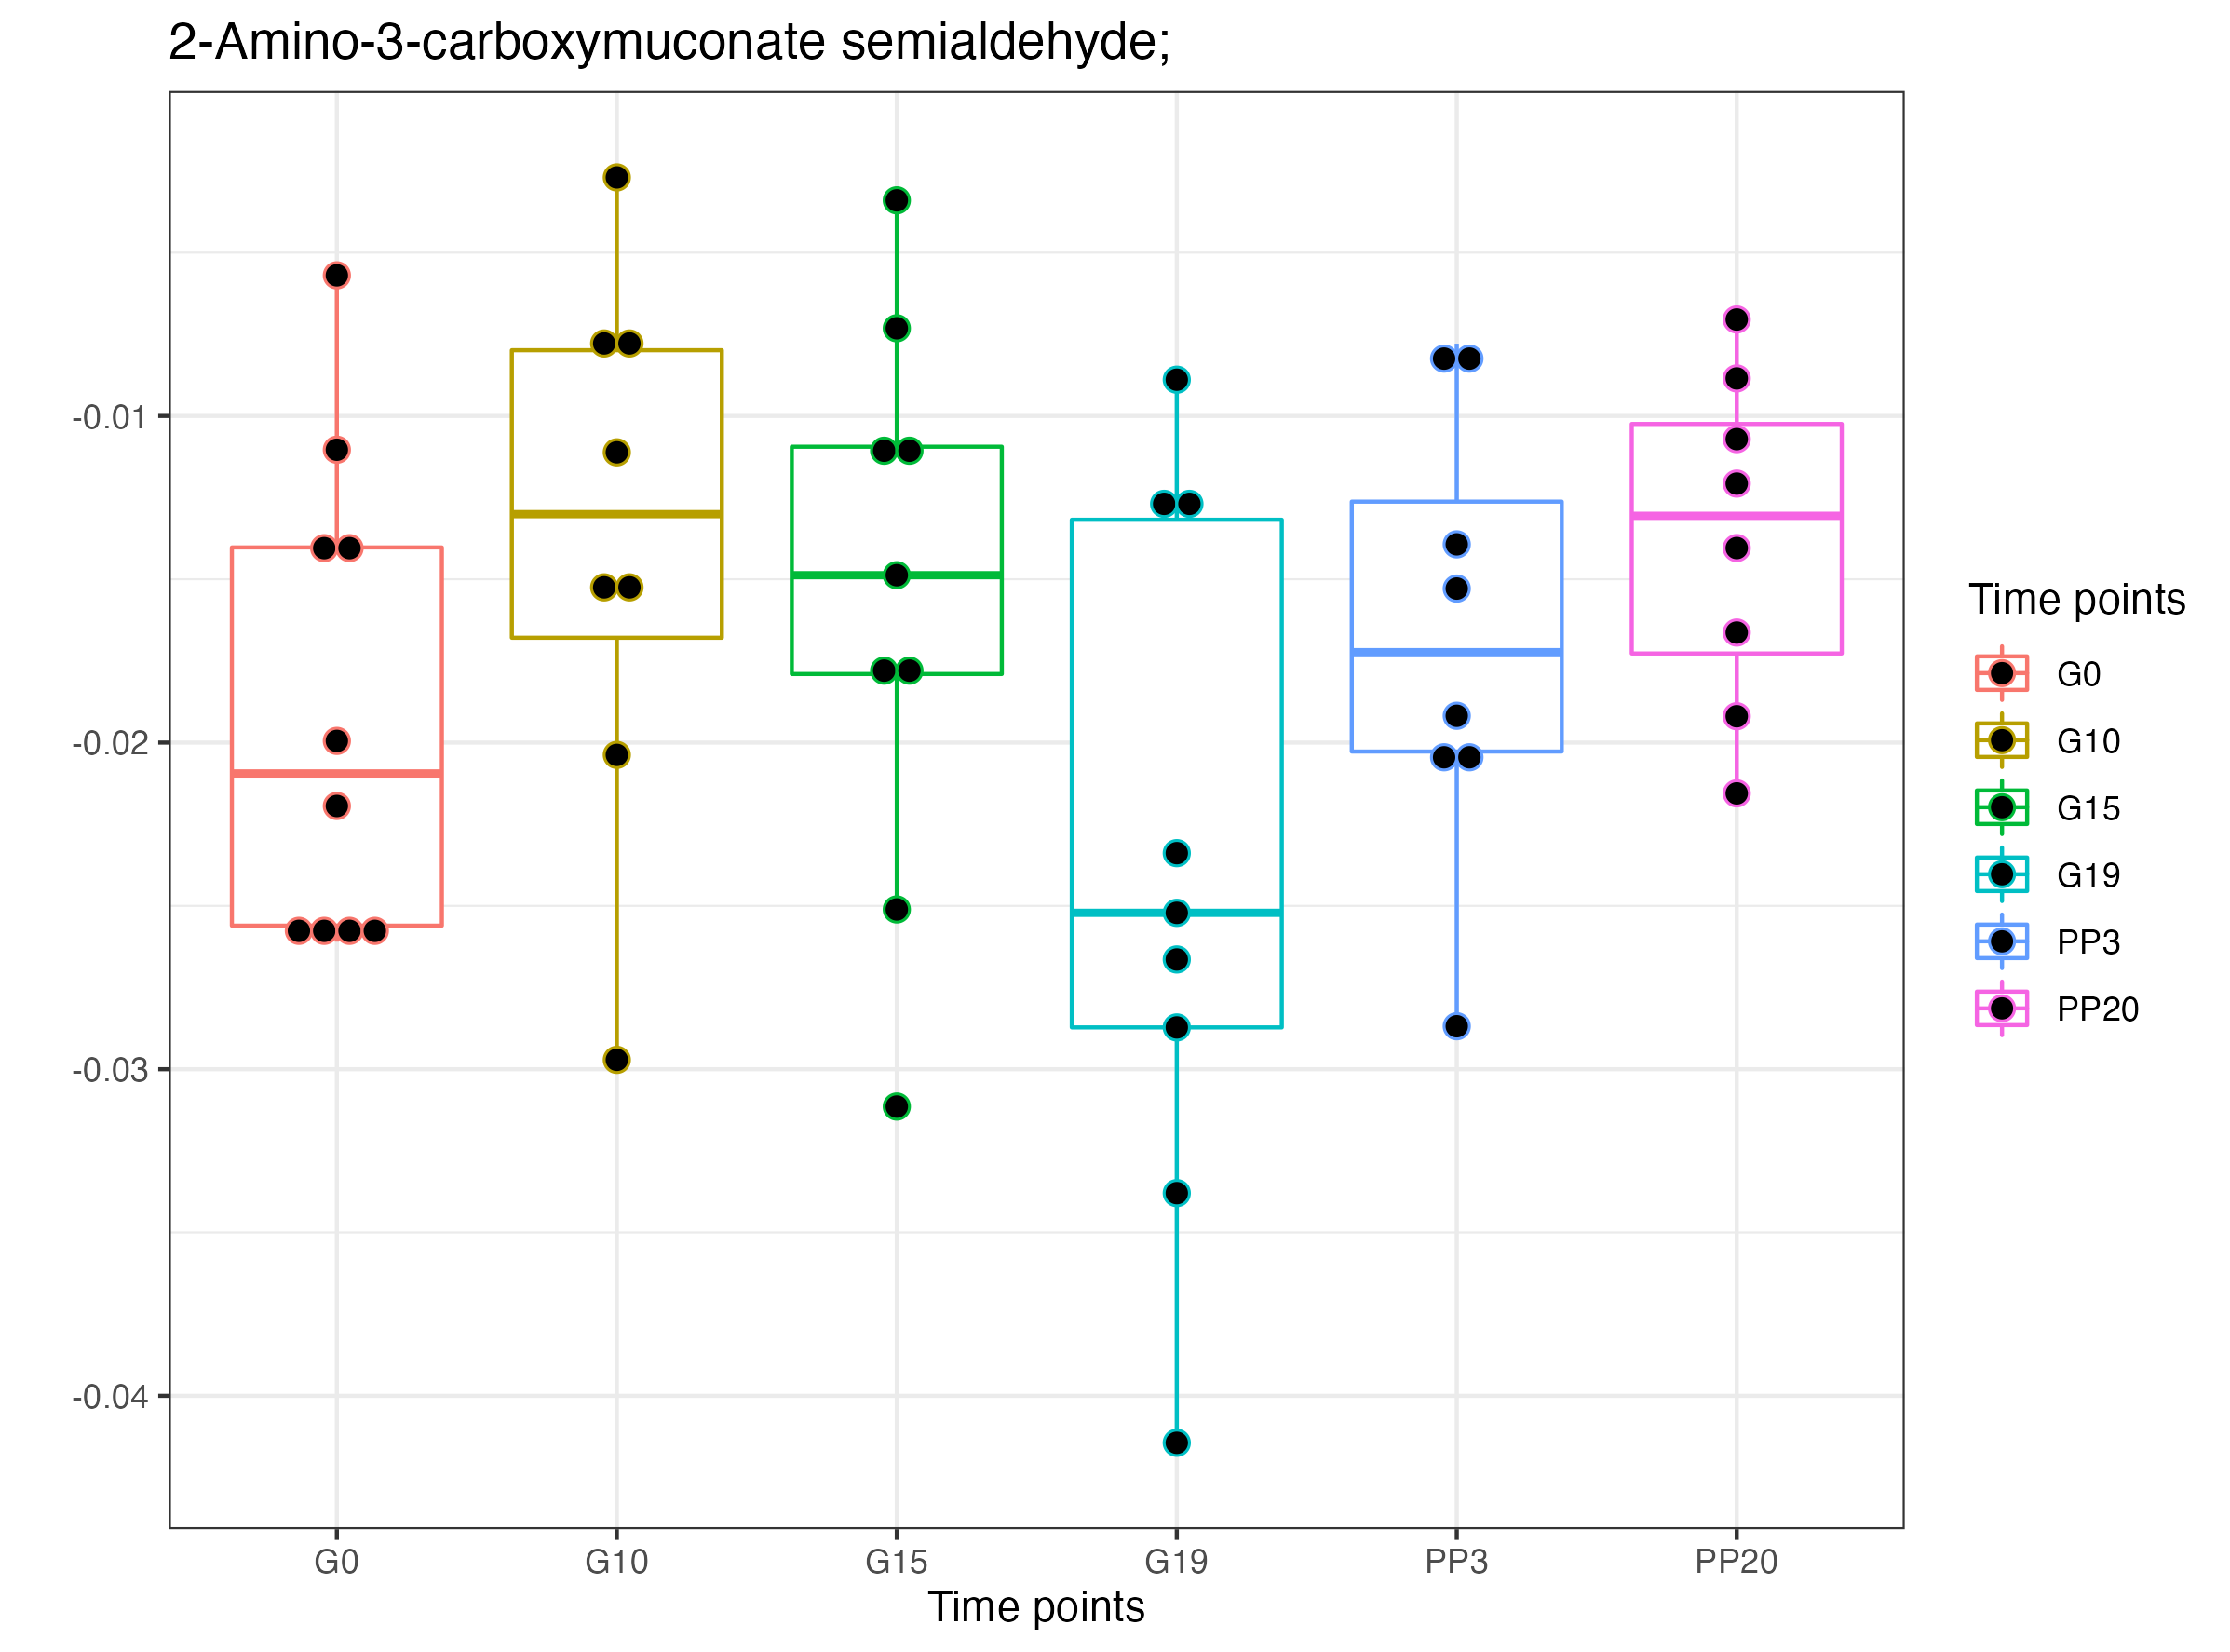 2-Amino-3-carboxymuconate semialdehyde;
-0.01
-0.02
-0.03
-0.04
G0 G10 G15 G19 PP3 PP20
Time points
Time points
G0
G10
G15
G19
PP3
PP20